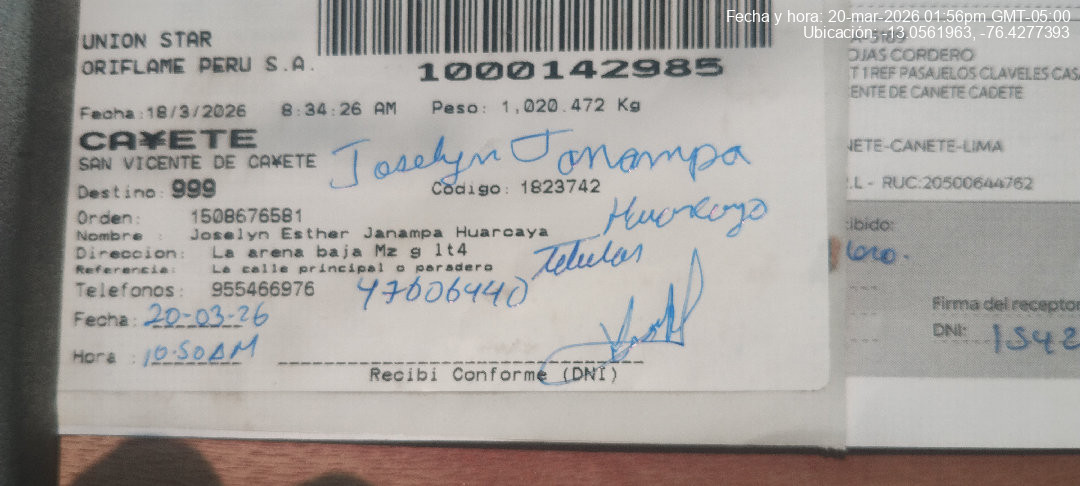 Fecha y hora: 20-mar-2026 01:56pm GMT-05:00
Ubicación: -13.0561963, -76.4277393
UNION STAR
ORIFLAME PERU S.A.
1000142985
Fecha:18/3/2026 8:34:26 AM Peso: 1,020.472 Kg
CA¥ETE
SAN VICENTE DE CA¥ETE
Joselyn Janampa
Destino: 999 Código: 1823742
Huarcaya
Orden: 1508676581
Nombre : Joselyn Esther Janampa Huarcaya
Direccion: La arena baja Mz g lt4
Titular
Referencia: La calle principal o paradero
Telefonos: 955466976
47606440
Fecha: 20-03-26
Hora : 10:50AM
Recibi Conforme (DNI)
OJAS CORDERO
T 1 REF PASAJELOS CLAVELES CAS
ENTE DE CANETE CADETE
NETE-CANETE-LIMA
.L - RUC:20500644762
ibido:
Firma del receptor
DNI: 1542